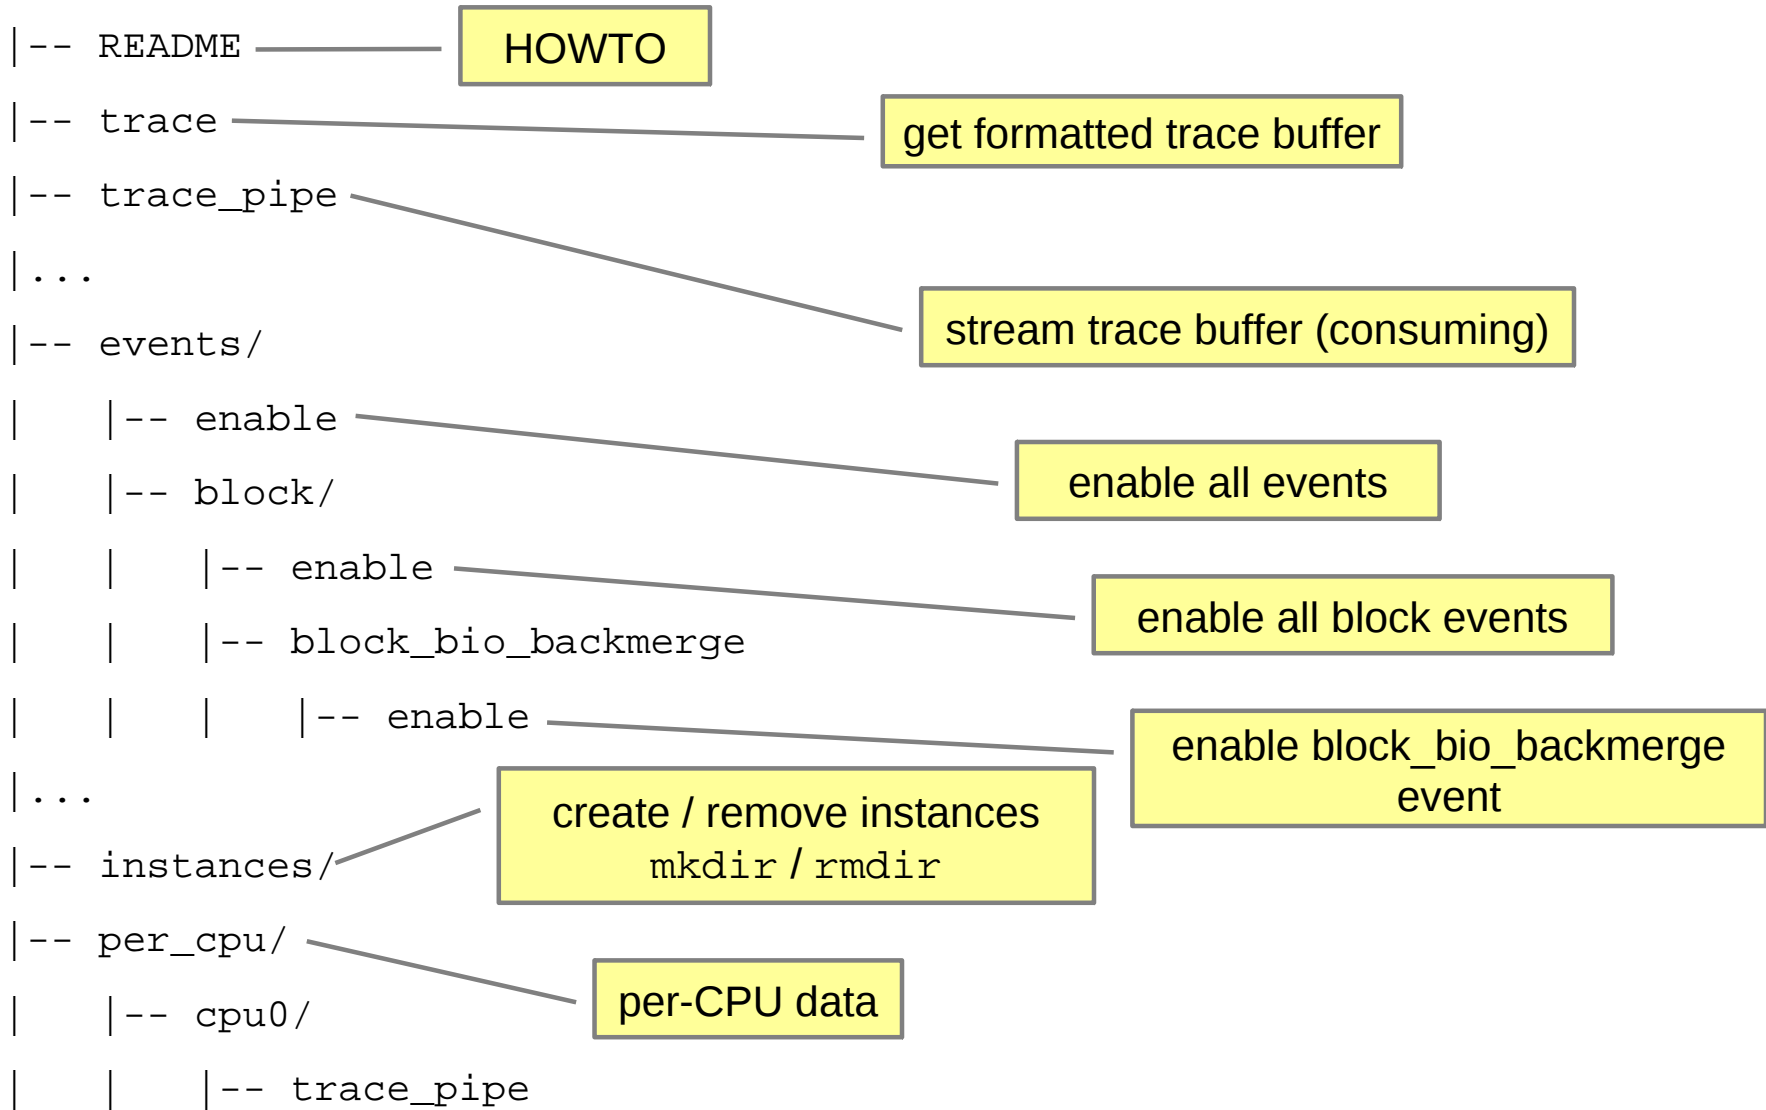 |-- README
HOWTO
|-- trace
get formatted trace buffer
|-- trace_pipe
|...
stream trace buffer (consuming)
|-- events/
|   |-- enable
enable all events
|   |-- block/
|   |   |-- enable
enable all block events
|   |   |-- block_bio_backmerge
|   |   |   |-- enable
enable block_bio_backmerge
event
|...
create / remove instances
mkdir / rmdir
|-- instances/
|-- per_cpu/
per-CPU data
|   |-- cpu0/
|   |   |-- trace_pipe